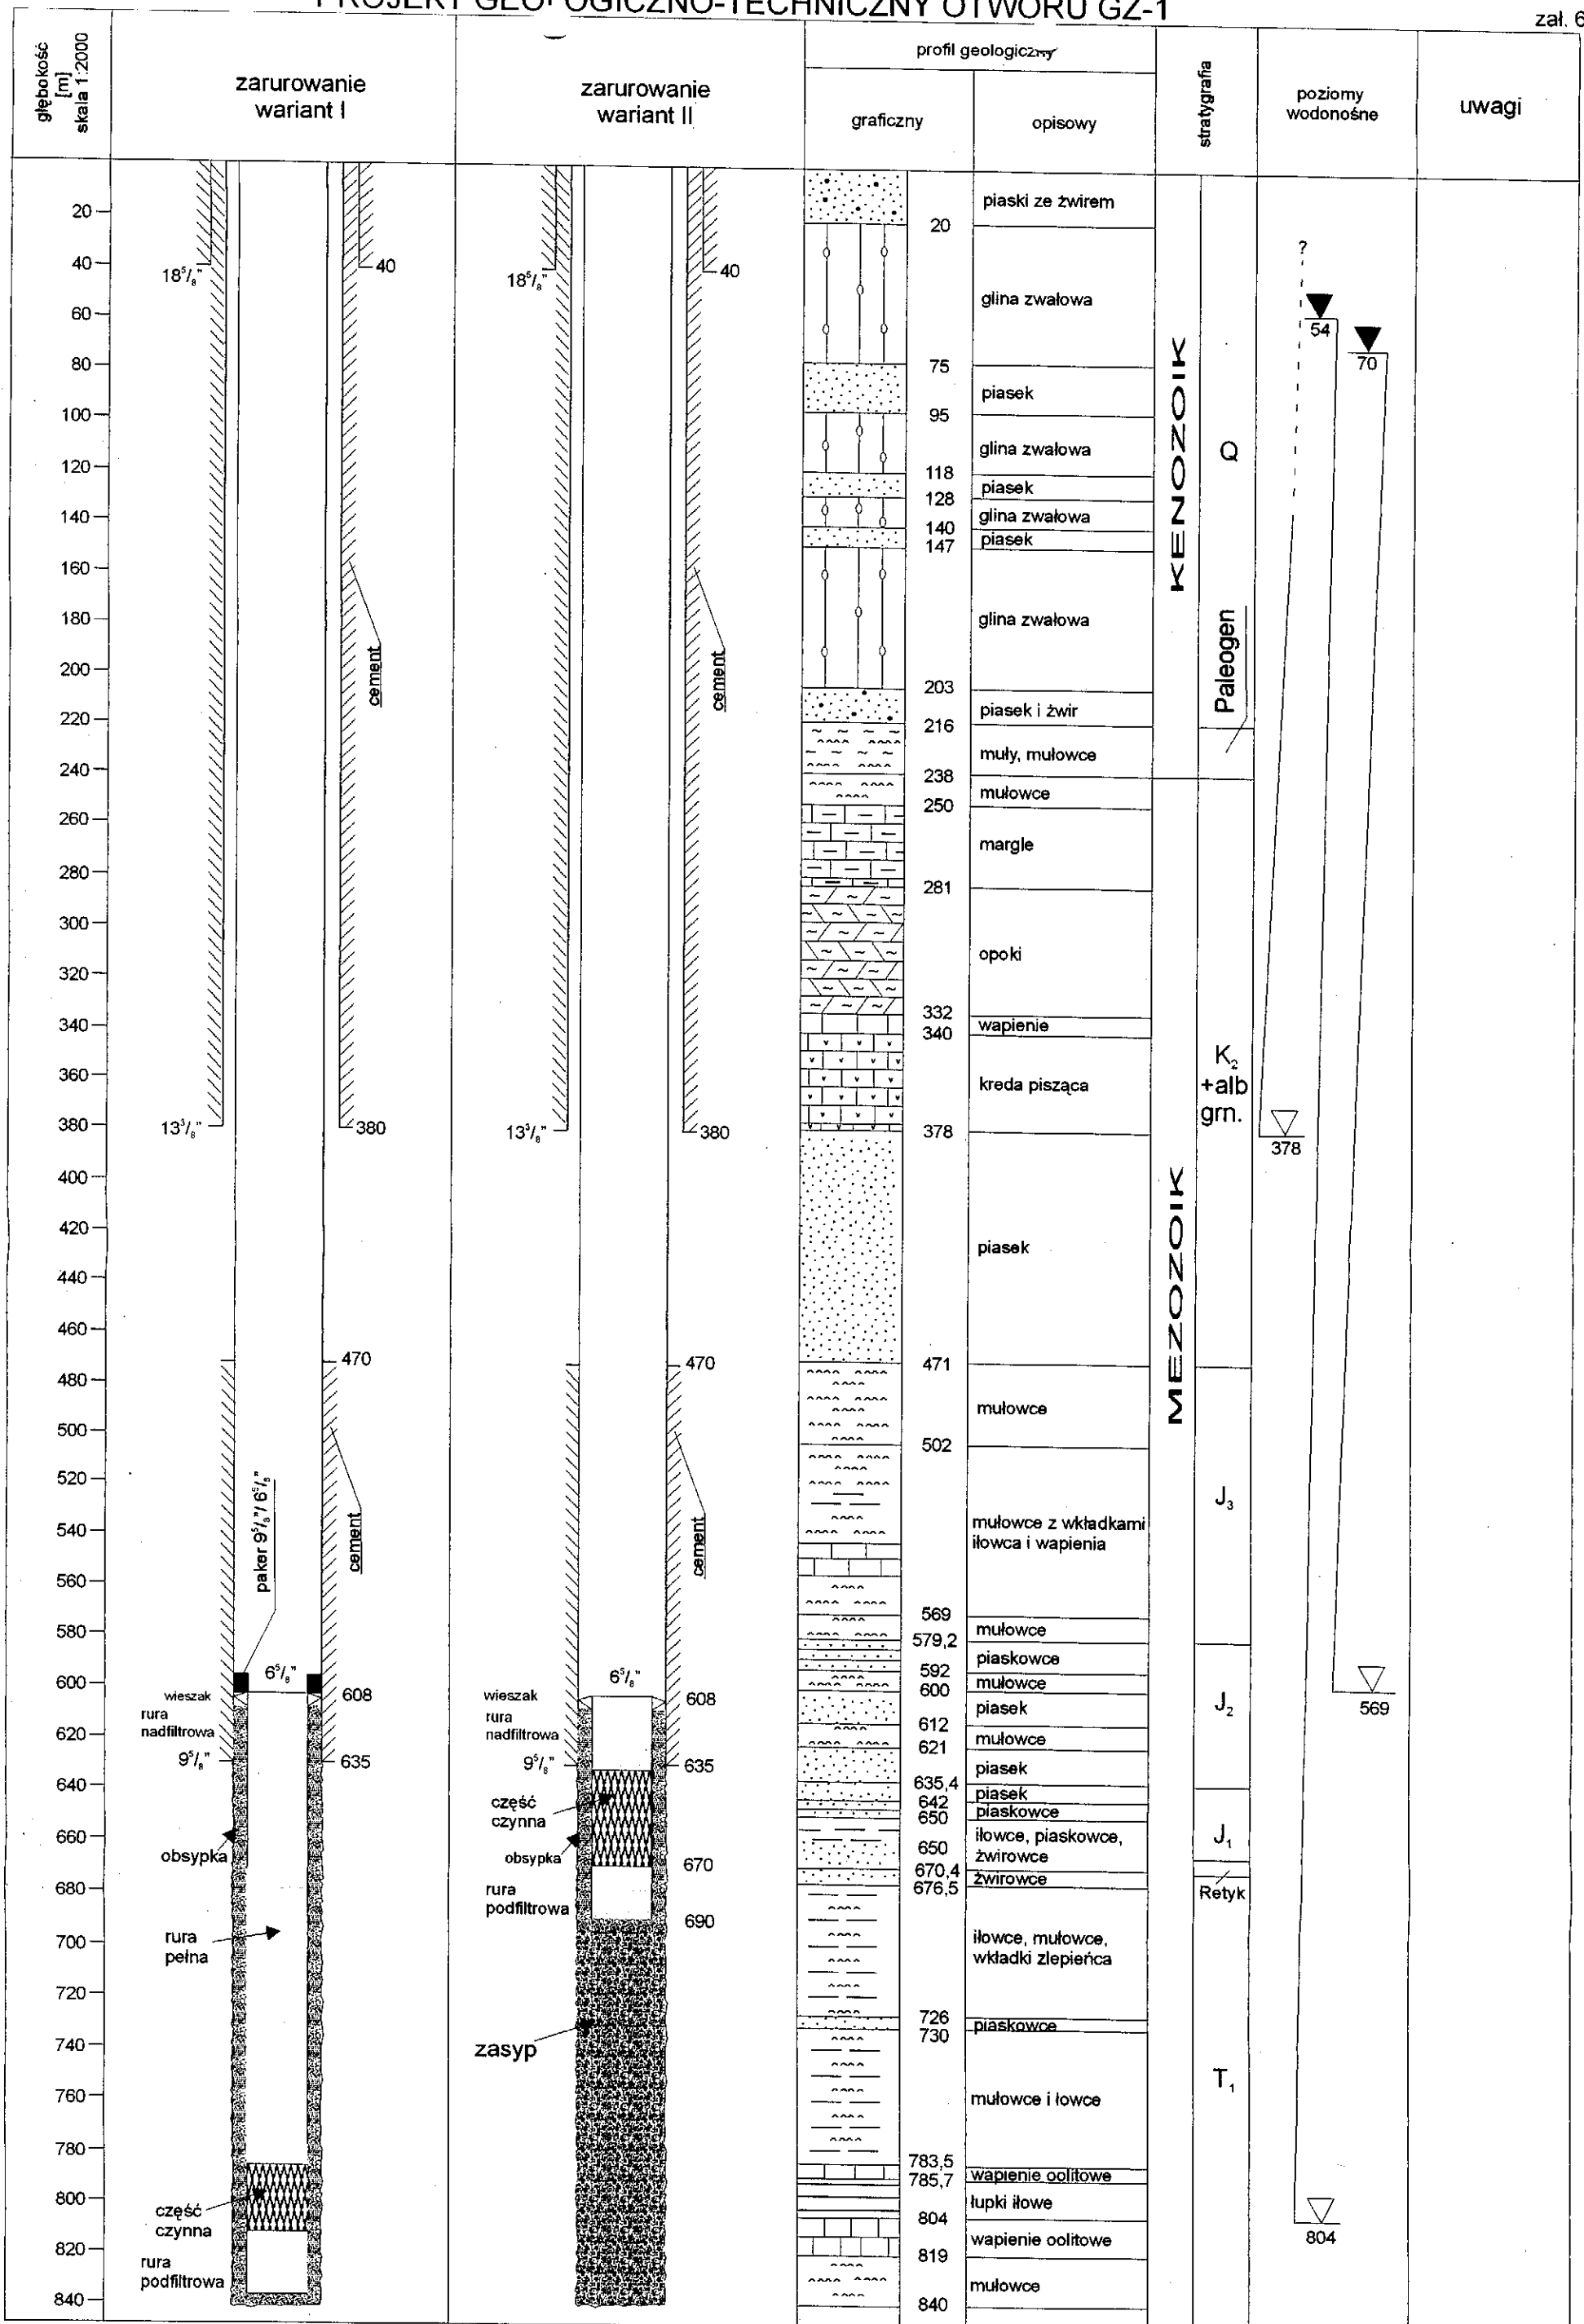 PROJEKT GEOLOGICZNO-TECHNICZNY OTWORU GZ-1
zał. 6
głębokość
[m]
skala 1:2000
zarurowanie
wariant I
zarurowanie
wariant II
profil geologiczny
graficzny
opisowy
stratygrafia
poziomy
wodonośne
uwagi
20
40
60
80
100
120
140
160
180
200
220
240
260
280
300
320
340
360
380
400
420
440
460
480
500
520
540
560
580
600
620
640
660
680
700
720
740
760
780
800
820
840
18⁵/₈"
40
cement
13³/₈"
380
470
paker 9⁵/₈"/ 6⁵/₈"
cement
6⁵/₈"
wieszak
608
rura
nadfiltrowa
9⁵/₈"
635
obsypka
rura
pełna
część
czynna
rura
podfiltrowa
18⁵/₈"
40
cement
13³/₈"
380
470
cement
6⁵/₈"
wieszak
608
rura
nadfiltrowa
9⁵/₈"
635
część
czynna
obsypka
670
rura
podfiltrowa
690
zasyp
piaski ze żwirem
20
glina zwałowa
75
piasek
95
glina zwałowa
118
piasek
128
glina zwałowa
140
piasek
147
glina zwałowa
203
piasek i żwir
216
muły, mułowce
238
mułowce
250
margle
281
opoki
332
wapienie
340
kreda pisząca
378
piasek
471
mułowce
502
mułowce z wkładkami
iłowca i wapienia
569
mułowce
579,2
piaskowce
592
mułowce
600
piasek
612
mułowce
621
piasek
635,4
piasek
642
piaskowce
650
iłowce, piaskowce,
żwirowce
650
670,4
żwirowce
676,5
iłowce, mułowce,
wkładki zlepieńca
726
piaskowce
730
mułowce i łowce
783,5
wapienie oolitowe
785,7
łupki iłowe
804
wapienie oolitowe
819
mułowce
840
KENOZOIK
MEZOZOIK
Q
Paleogen
K₂
+alb
grn.
J₃
J₂
J₁
Retyk
T₁
?
54
70
378
569
804